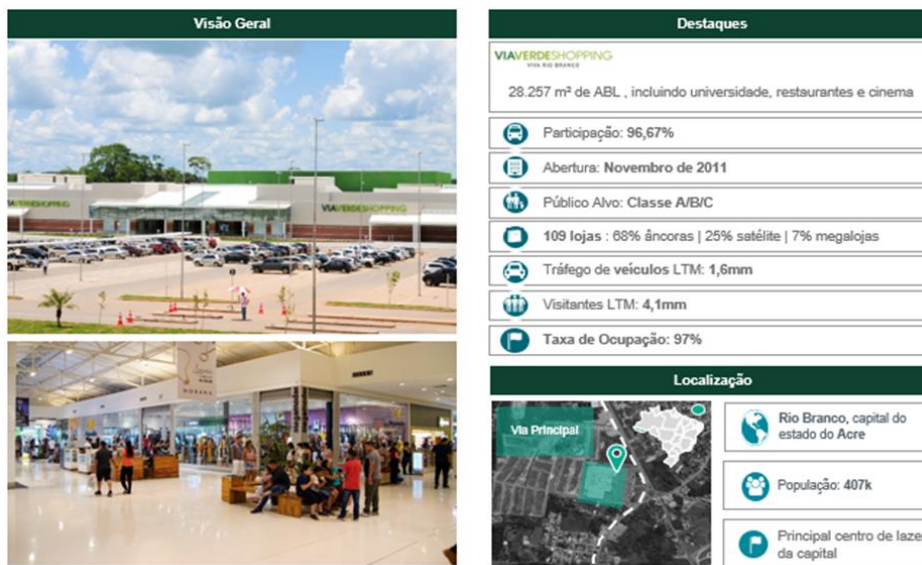 Visão Geral
VIAVERDESHOPPING
VIAVERDESHOPPING
Destaques
VIAVERDESHOPPING
VIVA RIO BRANCO
28.257 m² de ABL , incluindo universidade, restaurantes e cinema
Participação: 96,67%
Abertura: Novembro de 2011
Público Alvo: Classe A/B/C
109 lojas : 68% âncoras | 25% satélite | 7% megalojas
Tráfego de veículos LTM: 1,6mm
Visitantes LTM: 4,1mm
Taxa de Ocupação: 97%
Localização
Via Principal
Rio Branco, capital do
estado do Acre
População: 407k
Principal centro de laze
da capital